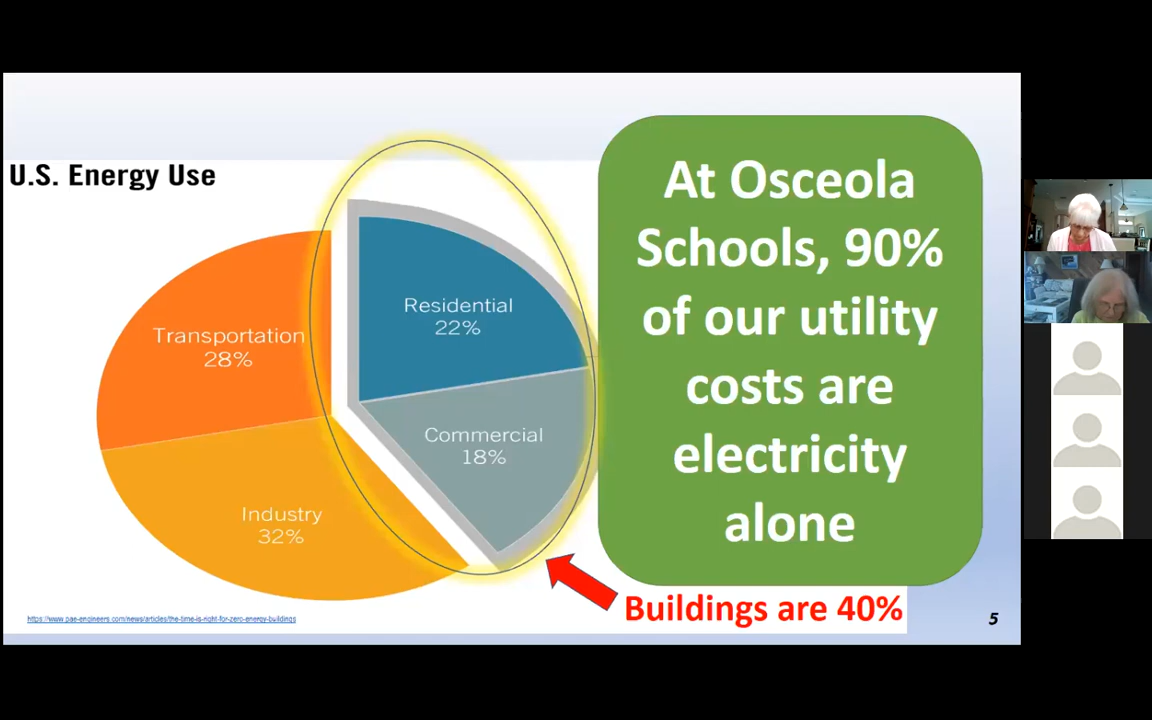 U.S. Energy Use
Transportation
28%
Residential
22%
Commercial
18%
Industry
32%
At Osceola
Schools, 90%
of our utility
costs are
electricity
alone
Buildings are 40%
https://www.pae-engineers.com/news/articles/the-time-is-right-for-zero-energy-buildings
5